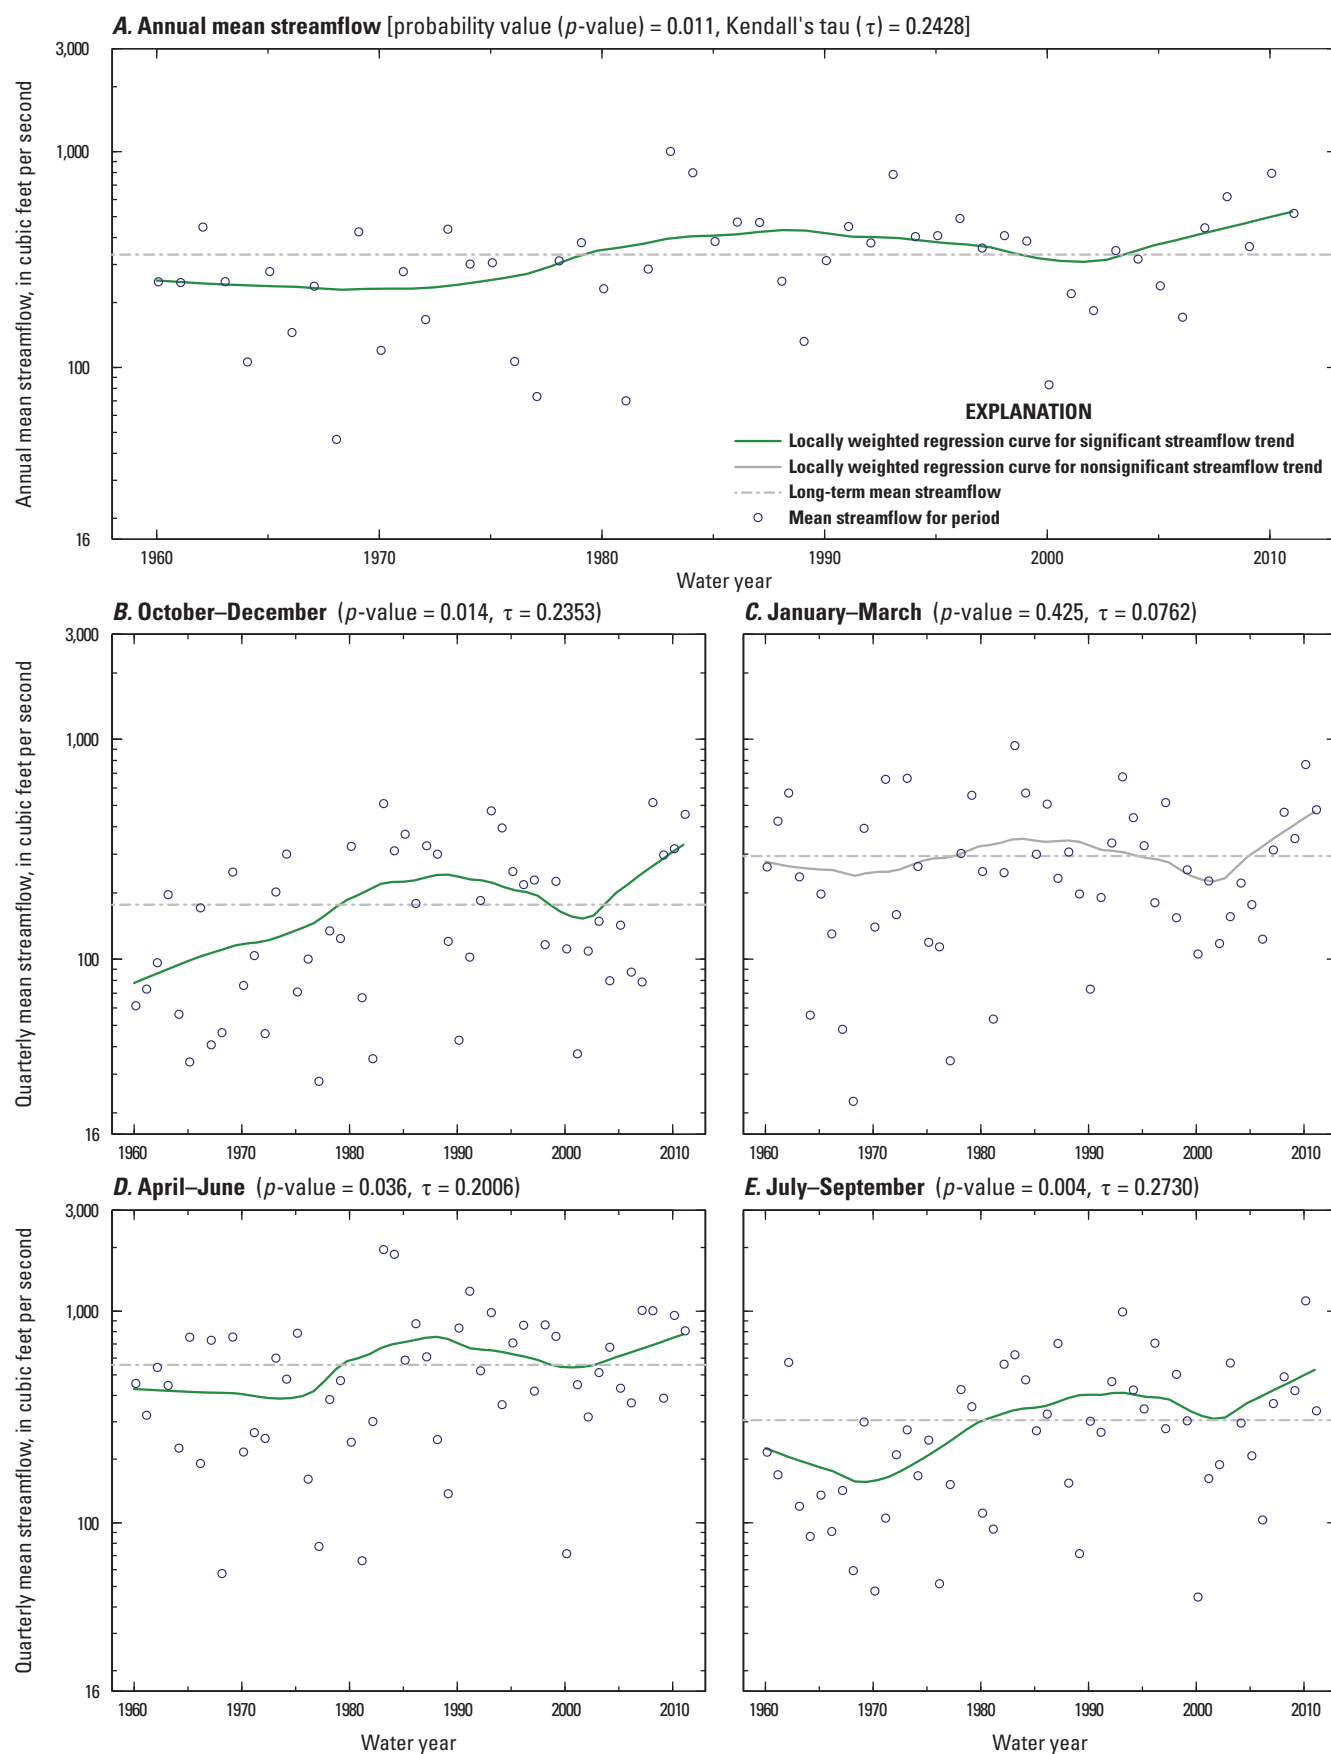 A. Annual mean streamflow [probability value (p-value) = 0.011, Kendall's tau (τ) = 0.2428]
3,000
1,000
100
16
Annual mean streamflow, in cubic feet per second
EXPLANATION
Locally weighted regression curve for significant streamflow trend
Locally weighted regression curve for nonsignificant streamflow trend
Long-term mean streamflow
Mean streamflow for period
1960 1970 1980 1990 2000 2010
Water year
B. October–December (p-value = 0.014, τ = 0.2353)
3,000
1,000
100
16
Quarterly mean streamflow, in cubic feet per second
1960 1970 1980 1990 2000 2010
C. January–March (p-value = 0.425, τ = 0.0762)
1960 1970 1980 1990 2000 2010
D. April–June (p-value = 0.036, τ = 0.2006)
3,000
1,000
100
16
Quarterly mean streamflow, in cubic feet per second
1960 1970 1980 1990 2000 2010
Water year
E. July–September (p-value = 0.004, τ = 0.2730)
1960 1970 1980 1990 2000 2010
Water year